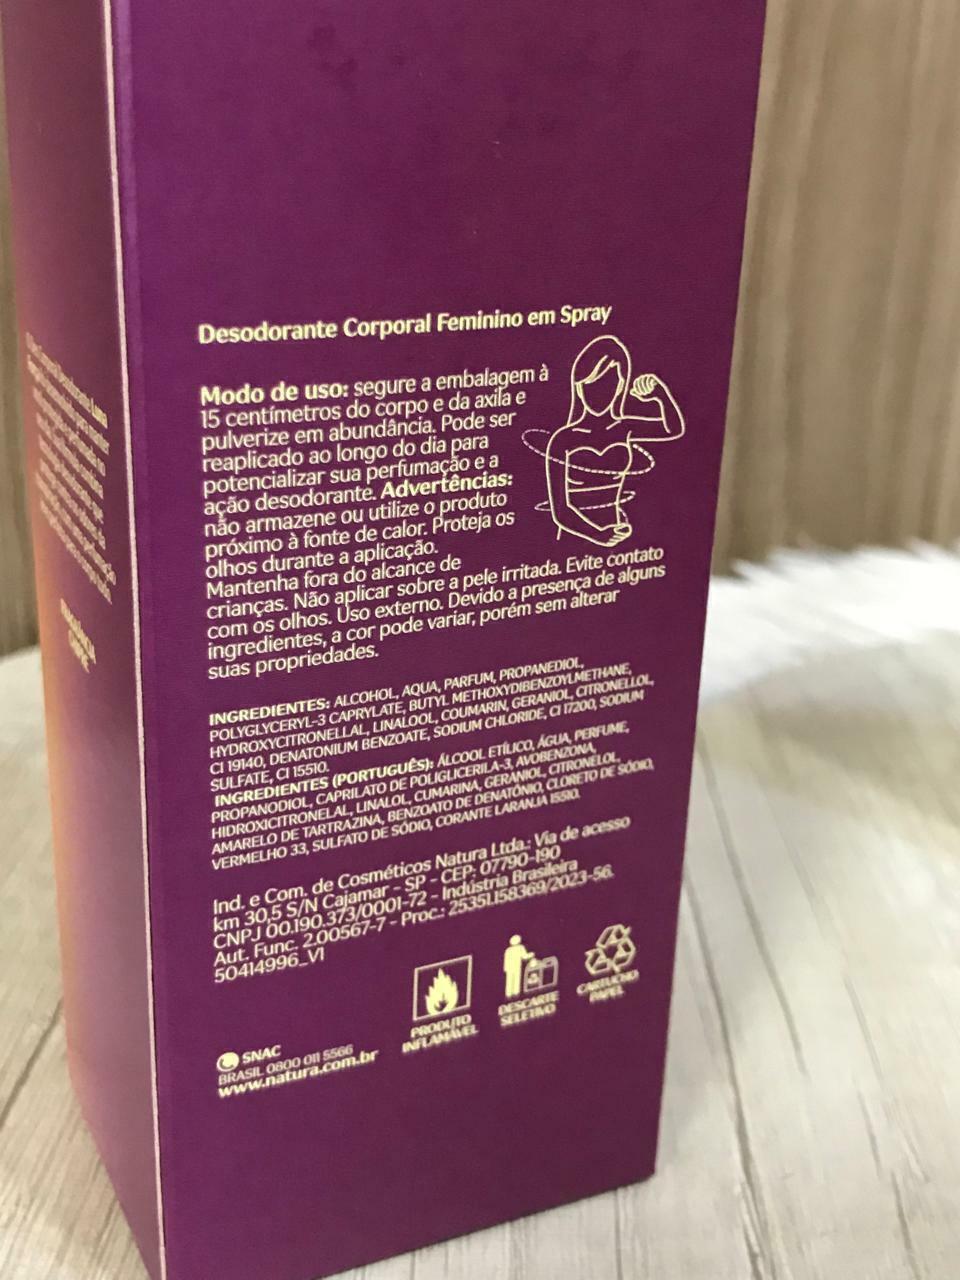 Desodorante Corporal Feminino em Spray
Modo de uso: segure a embalagem à
15 centímetros do corpo e da axila e
pulverize em abundância. Pode ser
reaplicado ao longo do dia para
potencializar sua perfumação e a
ação desodorante. Advertências:
não armazene ou utilize o produto
próximo à fonte de calor. Proteja os
olhos durante a aplicação.
Mantenha fora do alcance de
crianças. Não aplicar sobre a pele irritada. Evite contato
com os olhos. Uso externo. Devido a presença de alguns
ingredientes, a cor pode variar, porém sem alterar
suas propriedades.
INGREDIENTES: ALCOHOL, AQUA, PARFUM, PROPANEDIOL,
POLYGLYCERYL-3 CAPRYLATE, BUTYL METHOXYDIBENZOYLMETHANE,
HYDROXYCITRONELLAL, LINALOOL, COUMARIN, GERANIOL, CITRONELLOL,
CI 19140, DENATONIUM BENZOATE, SODIUM CHLORIDE, CI 17200, SODIUM
SULFATE, CI 15510.
INGREDIENTES (PORTUGUÊS): ÁLCOOL ETÍLICO, ÁGUA, PERFUME,
PROPANODIOL, CAPRILATO DE POLIGLICERILA-3, AVOBENZONA,
HIDROXICITRONELAL, LINALOL, CUMARINA, GERANIOL, CITRONELOL,
AMARELO DE TARTRAZINA, BENZOATO DE DENATÔNIO, CLORETO DE SÓDIO,
VERMELHO 33, SULFATO DE SÓDIO, CORANTE LARANJA 15510.
Ind. e Com. de Cosméticos Natura Ltda.: Via de acesso
km 30,5 S/N Cajamar - SP - CEP: 07790-190
CNPJ 00.190.373/0001-72 - Indústria Brasileira
Aut. Func. 2.00567-7 - Proc.: 25351.158369/2023-56.
50414996_V1
PRODUTO
INFLAMÁVEL
DESCARTE
SELETIVO
CARTUCHO
PAPEL
SNAC
BRASIL 0800 011 5566
www.natura.com.br